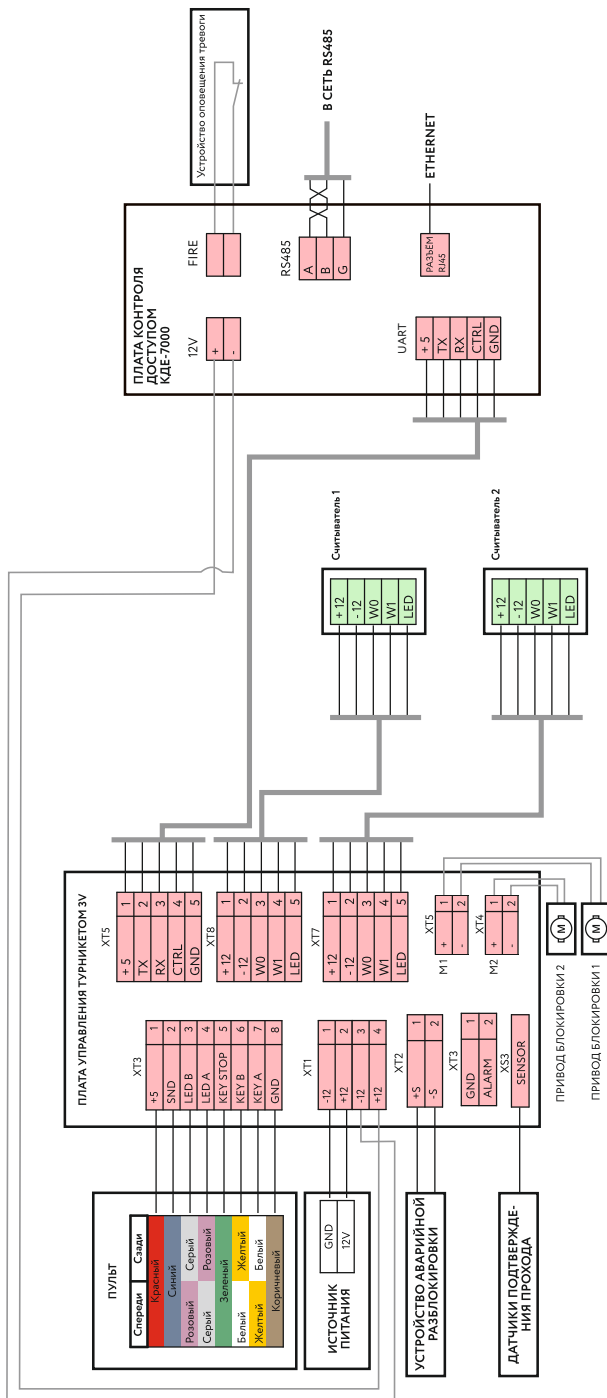 Устройство оповещения тревоги
В СЕТЬ RS485
ETHERNET
ПЛАТА КОНТРОЛЯ
ДОСТУПОМ
КДЕ-7000
FIRE
12V
+
-
RS485
A
B
G
РАЗЪЕМ
RJ45
UART
+5
TX
RX
CTRL
GND
Считыватель 1
+12
-12
W0
W1
LED
Считыватель 2
+12
-12
W0
W1
LED
ПЛАТА УПРАВЛЕНИЯ ТУРНИКЕТОМ 3V
XT5
+5 1
TX 2
RX 3
CTRL 4
GND 5
XT8
+12 1
-12 2
W0 3
W1 4
LED 5
XT7
+12 1
-12 2
W0 3
W1 4
LED 5
XT5
M1
+ 1
- 2
XT4
M2
+ 1
- 2
M
ПРИВОД БЛОКИРОВКИ 2
M
ПРИВОД БЛОКИРОВКИ 1
XT3
+5 1
SND 2
LED B 3
LED A 4
KEY STOP 5
KEY B 6
KEY A 7
GND 8
XT1
-12 1
+12 2
-12 3
+12 4
XT2
+S 1
-S 2
XT3
GND 1
ALARM 2
XS3
SENSOR
ПУЛЬТ
Спереди Сзади
Красный
Синий
Розовый Серый
Серый Розовый
Зеленый
Белый Желтый
Желтый Белый
Коричневый
ИСТОЧНИК
ПИТАНИЯ
GND
12V
УСТРОЙСТВО АВАРИЙНОЙ
РАЗБЛОКИРОВКИ
ДАТЧИКИ ПОДТВЕРЖДЕ-
НИЯ ПРОХОДА